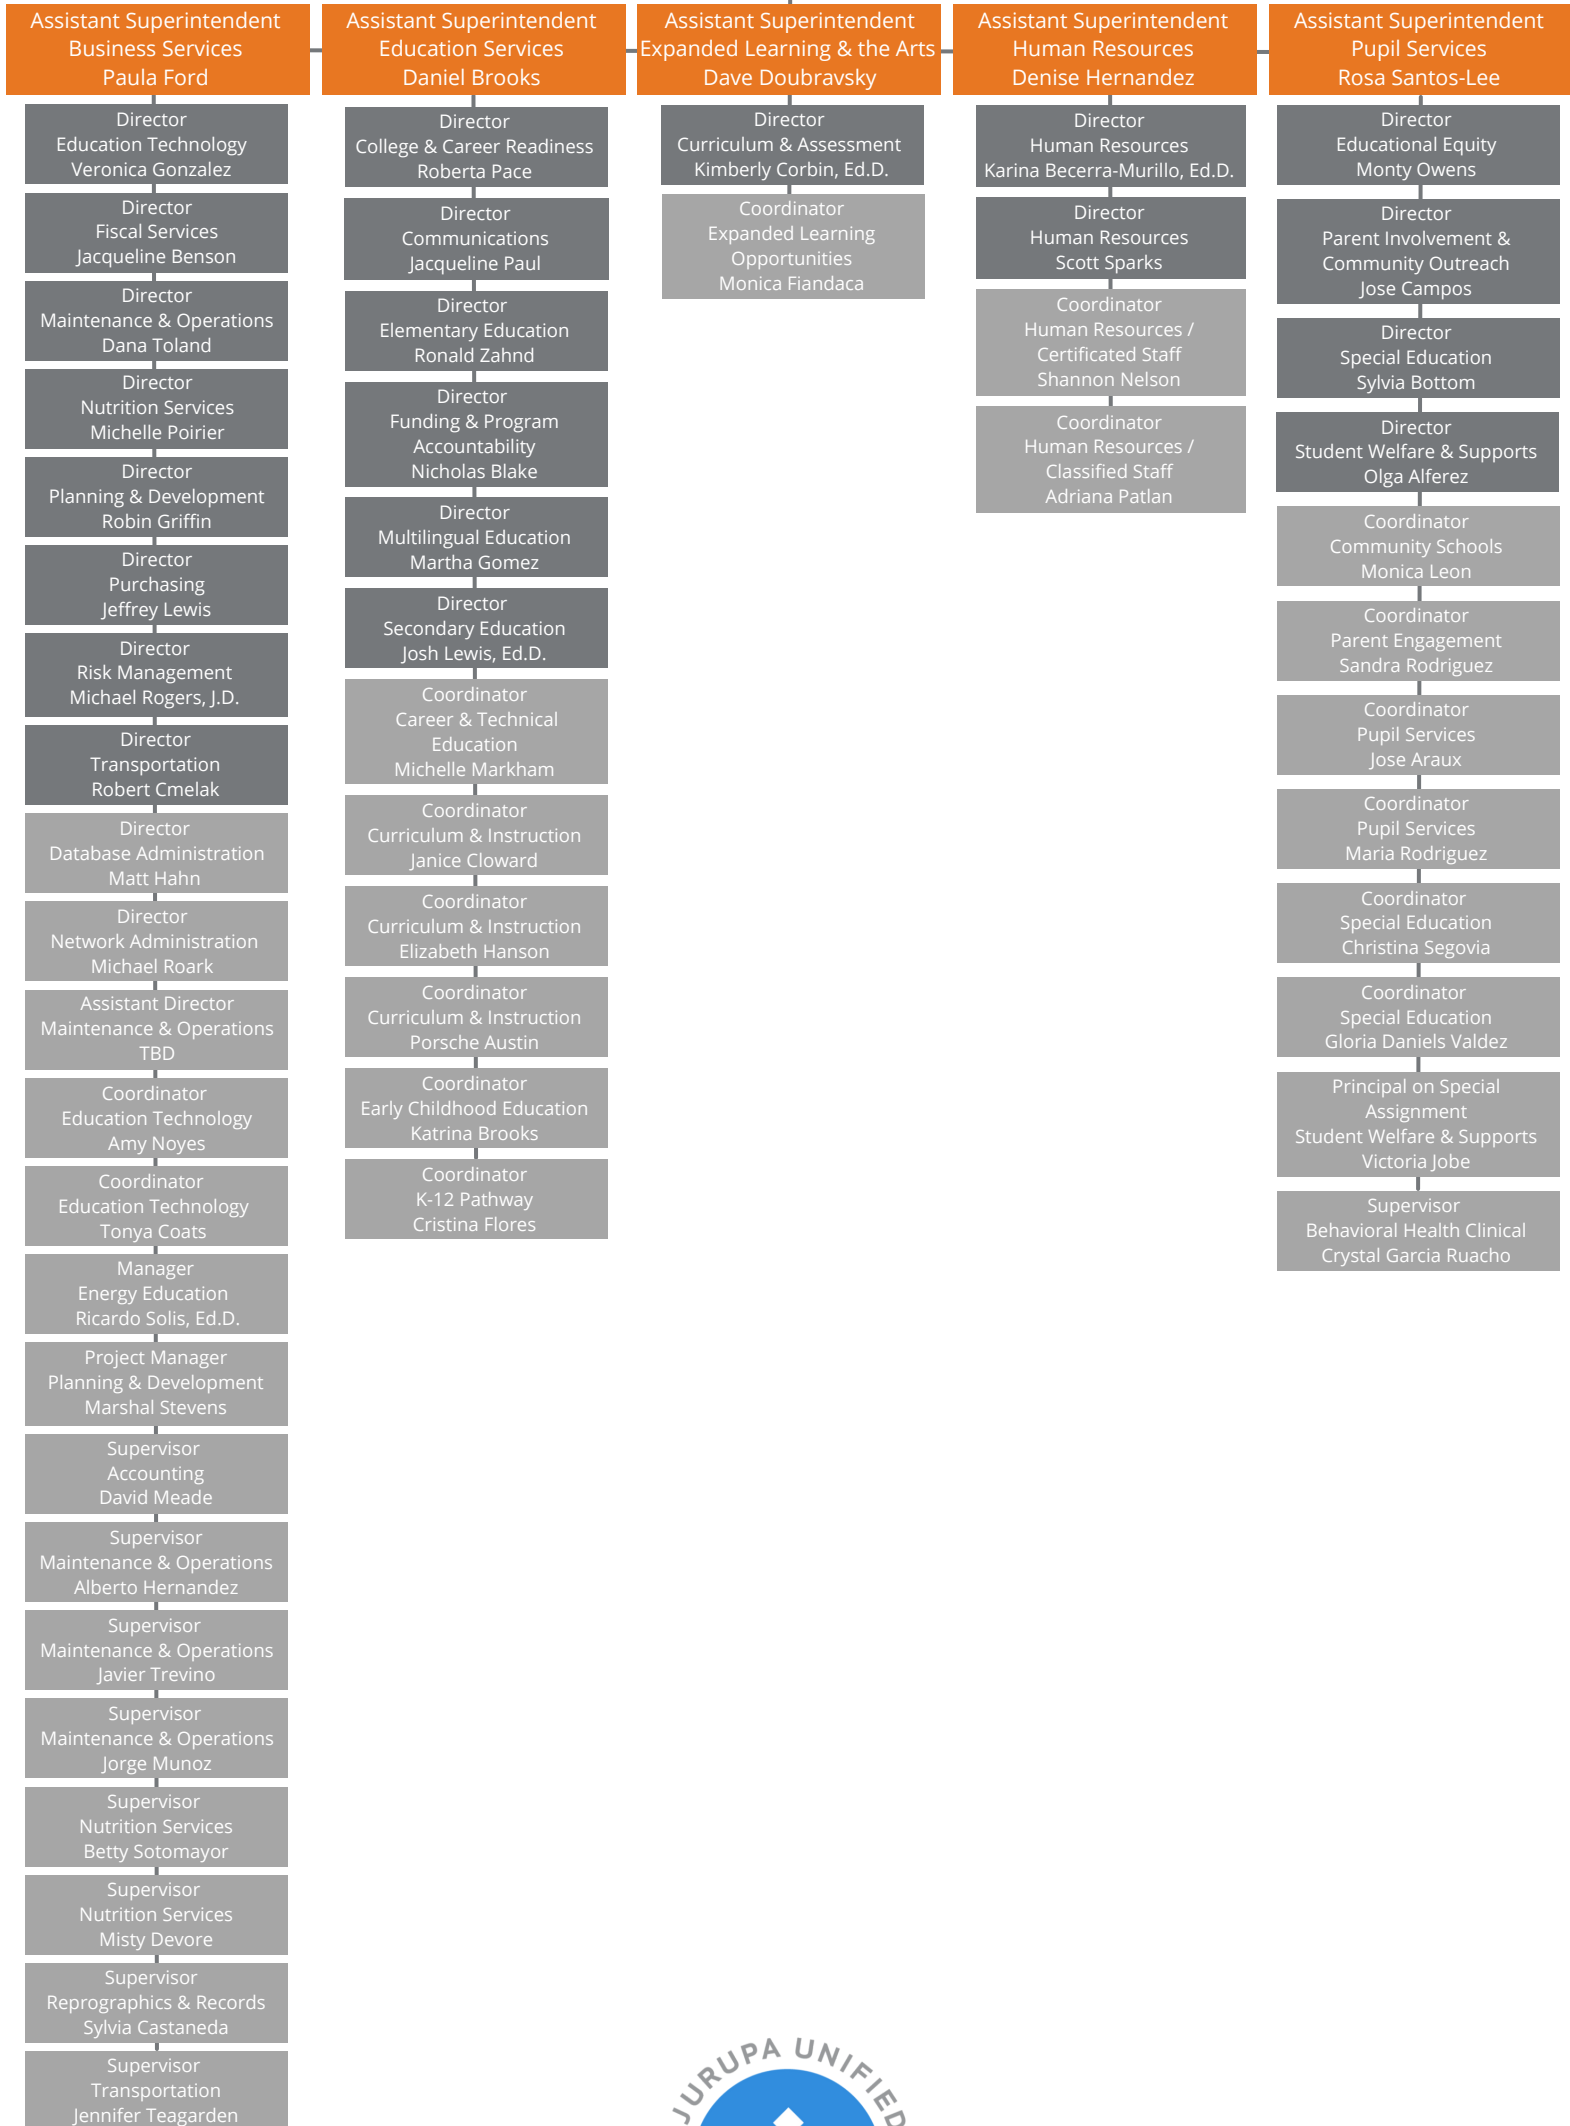 Assistant Superintendent
Business Services
Paula Ford
Director
Education Technology
Veronica Gonzalez
Director
Fiscal Services
Jacqueline Benson
Director
Maintenance & Operations
Dana Toland
Director
Nutrition Services
Michelle Poirier
Director
Planning & Development
Robin Griffin
Director
Purchasing
Jeffrey Lewis
Director
Risk Management
Michael Rogers, J.D.
Director
Transportation
Robert Cmelak
Director
Database Administration
Matt Hahn
Director
Network Administration
Michael Roark
Assistant Director
Maintenance & Operations
TBD
Coordinator
Education Technology
Amy Noyes
Coordinator
Education Technology
Tonya Coats
Manager
Energy Education
Ricardo Solis, Ed.D.
Project Manager
Planning & Development
Marshal Stevens
Supervisor
Accounting
David Meade
Supervisor
Maintenance & Operations
Alberto Hernandez
Supervisor
Maintenance & Operations
Javier Trevino
Supervisor
Maintenance & Operations
Jorge Munoz
Supervisor
Nutrition Services
Betty Sotomayor
Supervisor
Nutrition Services
Misty Devore
Supervisor
Reprographics & Records
Sylvia Castaneda
Supervisor
Transportation
Jennifer Teagarden
Assistant Superintendent
Education Services
Daniel Brooks
Director
College & Career Readiness
Roberta Pace
Director
Communications
Jacqueline Paul
Director
Elementary Education
Ronald Zahnd
Director
Funding & Program
Accountability
Nicholas Blake
Director
Multilingual Education
Martha Gomez
Director
Secondary Education
Josh Lewis, Ed.D.
Coordinator
Career & Technical
Education
Michelle Markham
Coordinator
Curriculum & Instruction
Janice Cloward
Coordinator
Curriculum & Instruction
Elizabeth Hanson
Coordinator
Curriculum & Instruction
Porsche Austin
Coordinator
Early Childhood Education
Katrina Brooks
Coordinator
K-12 Pathway
Cristina Flores
Assistant Superintendent
Expanded Learning & the Arts
Dave Doubravsky
Director
Curriculum & Assessment
Kimberly Corbin, Ed.D.
Coordinator
Expanded Learning
Opportunities
Monica Fiandaca
Assistant Superintendent
Human Resources
Denise Hernandez
Director
Human Resources
Karina Becerra-Murillo, Ed.D.
Director
Human Resources
Scott Sparks
Coordinator
Human Resources /
Certificated Staff
Shannon Nelson
Coordinator
Human Resources /
Classified Staff
Adriana Patlan
Assistant Superintendent
Pupil Services
Rosa Santos-Lee
Director
Educational Equity
Monty Owens
Director
Parent Involvement &
Community Outreach
Jose Campos
Director
Special Education
Sylvia Bottom
Director
Student Welfare & Supports
Olga Alferez
Coordinator
Community Schools
Monica Leon
Coordinator
Parent Engagement
Sandra Rodriguez
Coordinator
Pupil Services
Jose Araux
Coordinator
Pupil Services
Maria Rodriguez
Coordinator
Special Education
Christina Segovia
Coordinator
Special Education
Gloria Daniels Valdez
Principal on Special
Assignment
Student Welfare & Supports
Victoria Jobe
Supervisor
Behavioral Health Clinical
Crystal Garcia Ruacho
JURUPA UNIFIED